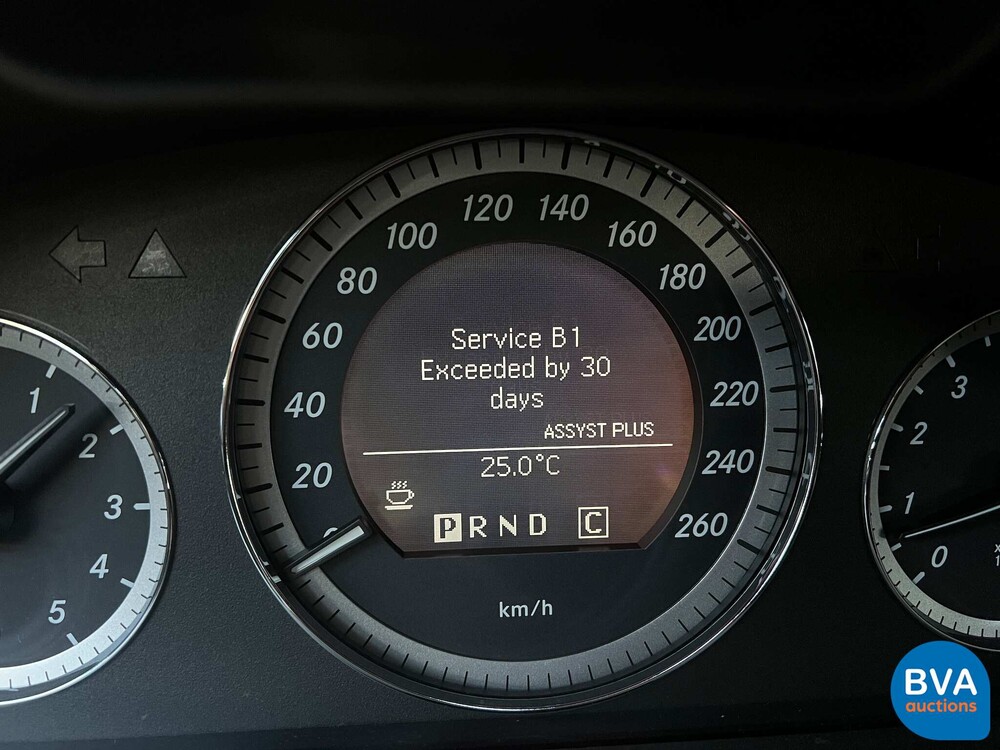 120 140
100 160
80 180
60 200
40 220
20 240
0 260
Service B1
Exceeded by 30
days
ASSYST PLUS
25.0°C
P R N D C
km/h
1
2
3
4
5
3
2
1
0
BVA
auctions